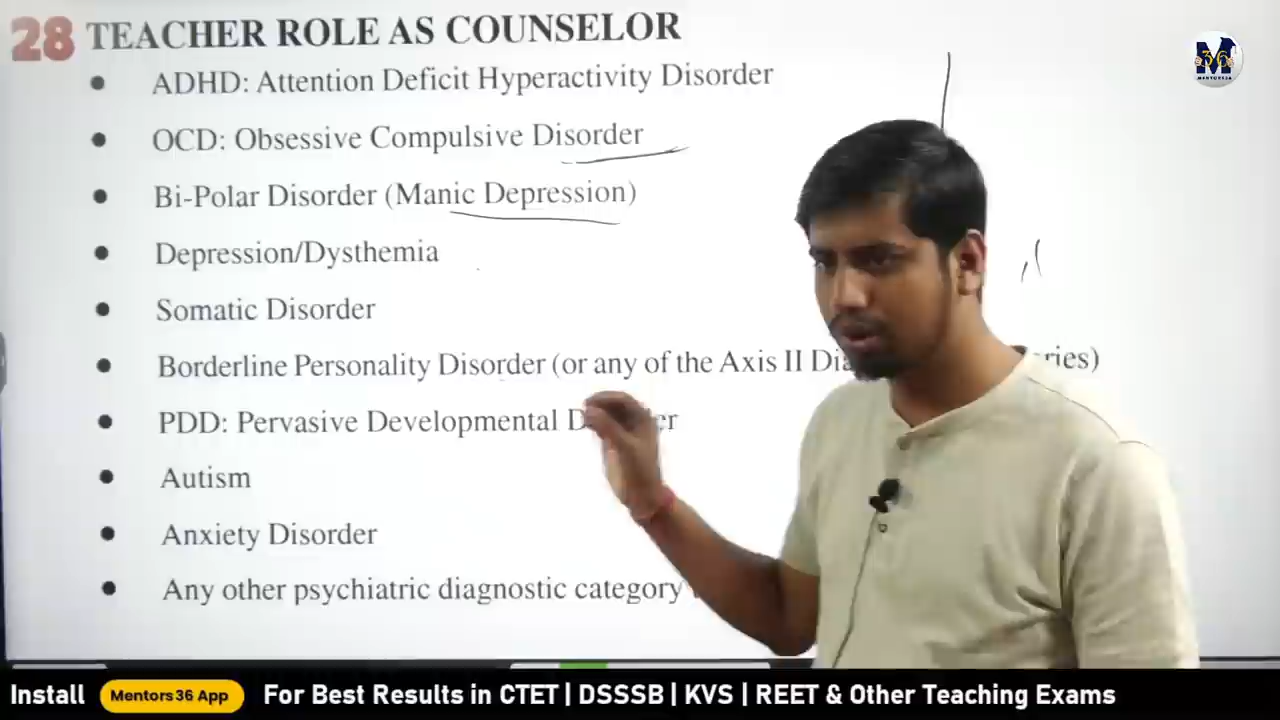 28 TEACHER ROLE AS COUNSELOR
M
36
MENTORS36
• ADHD: Attention Deficit Hyperactivity Disorder
• OCD: Obsessive Compulsive Disorder
• Bi-Polar Disorder (Manic Depression)
• Depression/Dysthemia
• Somatic Disorder
• Borderline Personality Disorder (or any of the Axis II
• PDD: Pervasive Developmental
• Autism
• Anxiety Disorder
• Any other psychiatric diagnostic category
Install Mentors36 App For Best Results in CTET | DSSSB | KVS | REET & Other Teaching Exams